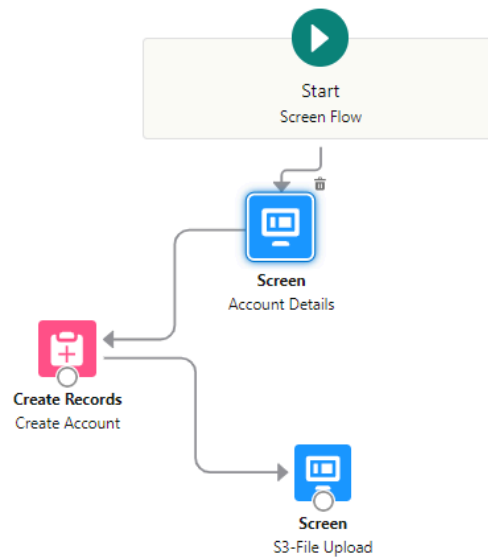 Start
Screen Flow
Screen
Account Details
Create Records
Create Account
Screen
S3-File Upload